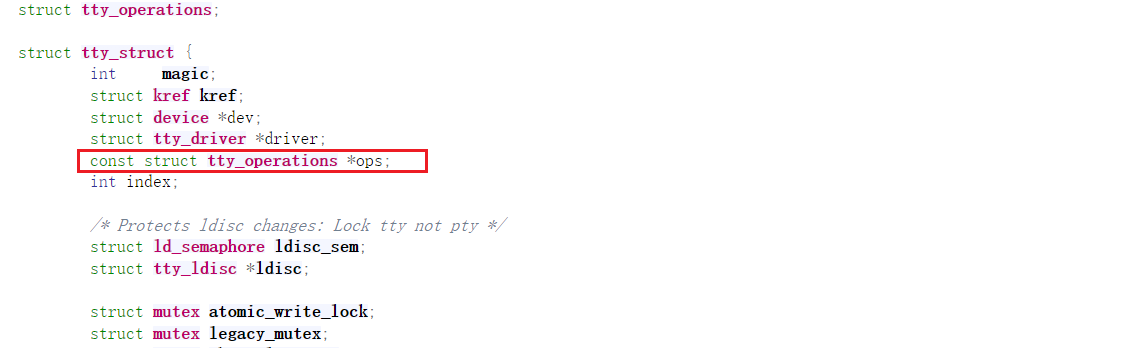 struct tty_operations;
struct tty_struct {
int magic;
struct kref kref;
struct device *dev;
struct tty_driver *driver;
const struct tty_operations *ops;
int index;
/* Protects ldisc changes: Lock tty not pty */
struct ld_semaphore ldisc_sem;
struct tty_ldisc *ldisc;
struct mutex atomic_write_lock;
struct mutex legacy_mutex;